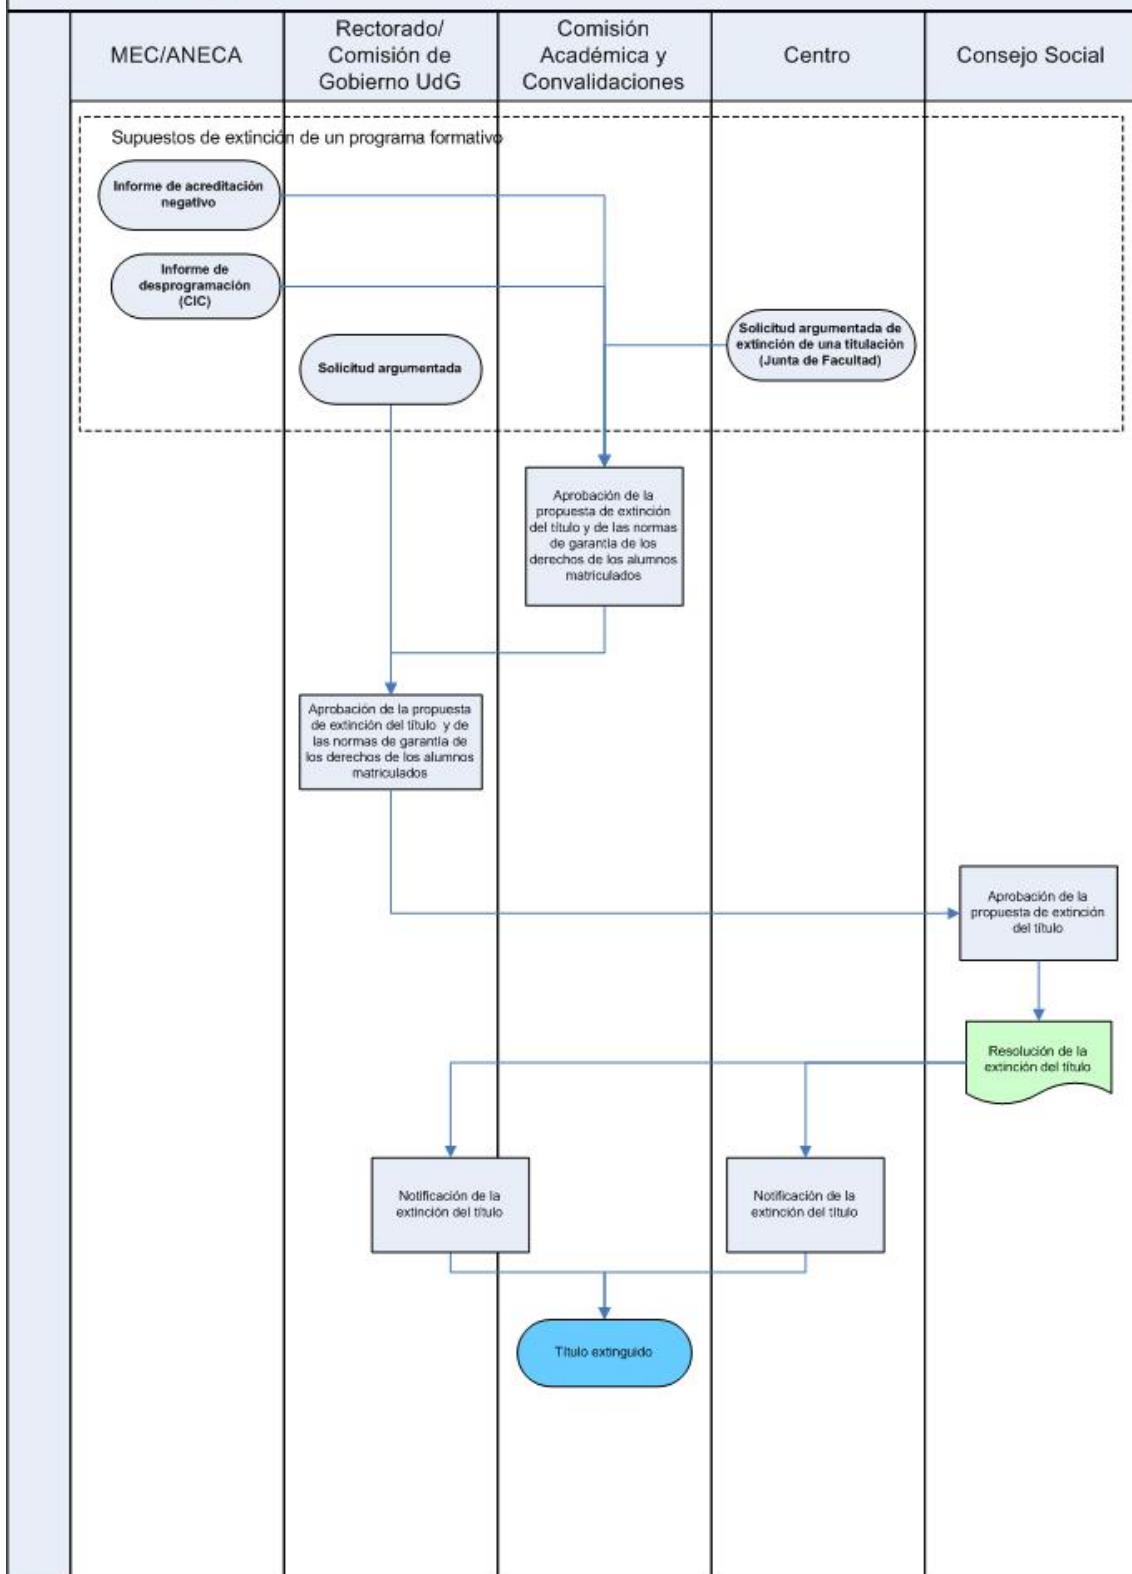 MEC/ANECA
Rectorado/
Comisión de
Gobierno UdG
Comisión
Académica y
Convalidaciones
Centro
Consejo Social
Supuestos de extinción de un programa formativo
Informe de acreditación
negativo
Informe de
desprogramación
(CIC)
Solicitud argumentada de
extinción de una titulación
(Junta de Facultad)
Solicitud argumentada
Aprobación de la
propuesta de extinción
del título y de las normas
de garantía de los
derechos de los alumnos
matriculados
Aprobación de la propuesta
de extinción del título y de
las normas de garantía de
los derechos de los alumnos
matriculados
Aprobación de la
propuesta de extinción
del título
Resolución de la
extinción del título
Notificación de la
extinción del título
Notificación de la
extinción del título
Título extinguido